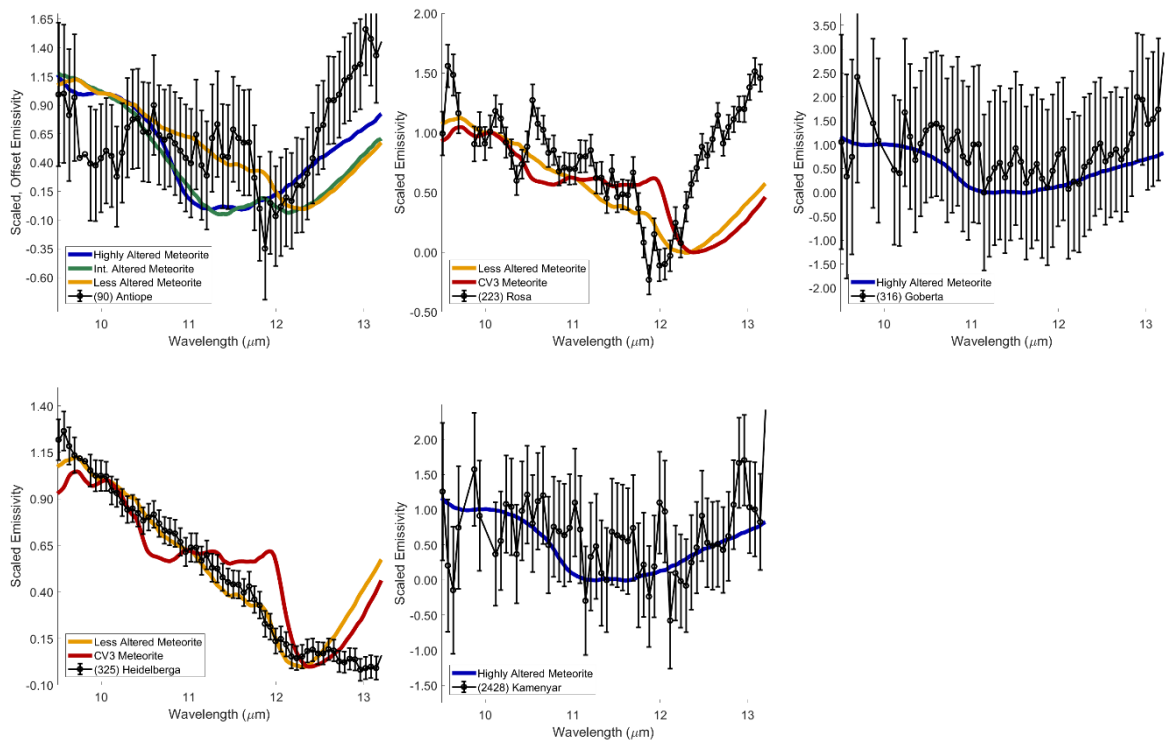 Scaled, Offset Emissivity
1.65
1.40
1.15
0.90
0.65
0.40
0.15
-0.10
-0.35
-0.60
Highly Altered Meteorite
Int. Altered Meteorite
Less Altered Meteorite
(90) Antiope
10 11 12 13
Wavelength (μm)
Scaled Emissivity
2.00
1.50
1.00
0.50
0.00
-0.50
Less Altered Meteorite
CV3 Meteorite
(223) Rosa
10 11 12 13
Wavelength (μm)
Scaled Emissivity
3.50
3.00
2.50
2.00
1.50
1.00
0.50
0.00
-0.50
-1.00
-1.50
-2.00
Highly Altered Meteorite
(316) Goberta
10 11 12 13
Wavelength (μm)
Scaled Emissivity
1.40
1.15
0.90
0.65
0.40
0.15
-0.10
Less Altered Meteorite
CV3 Meteorite
(325) Heidelberga
10 11 12 13
Wavelength (μm)
Scaled Emissivity
2.00
1.50
1.00
0.50
0.00
-0.50
-1.00
-1.50
Highly Altered Meteorite
(2428) Kamenyar
10 11 12 13
Wavelength (μm)